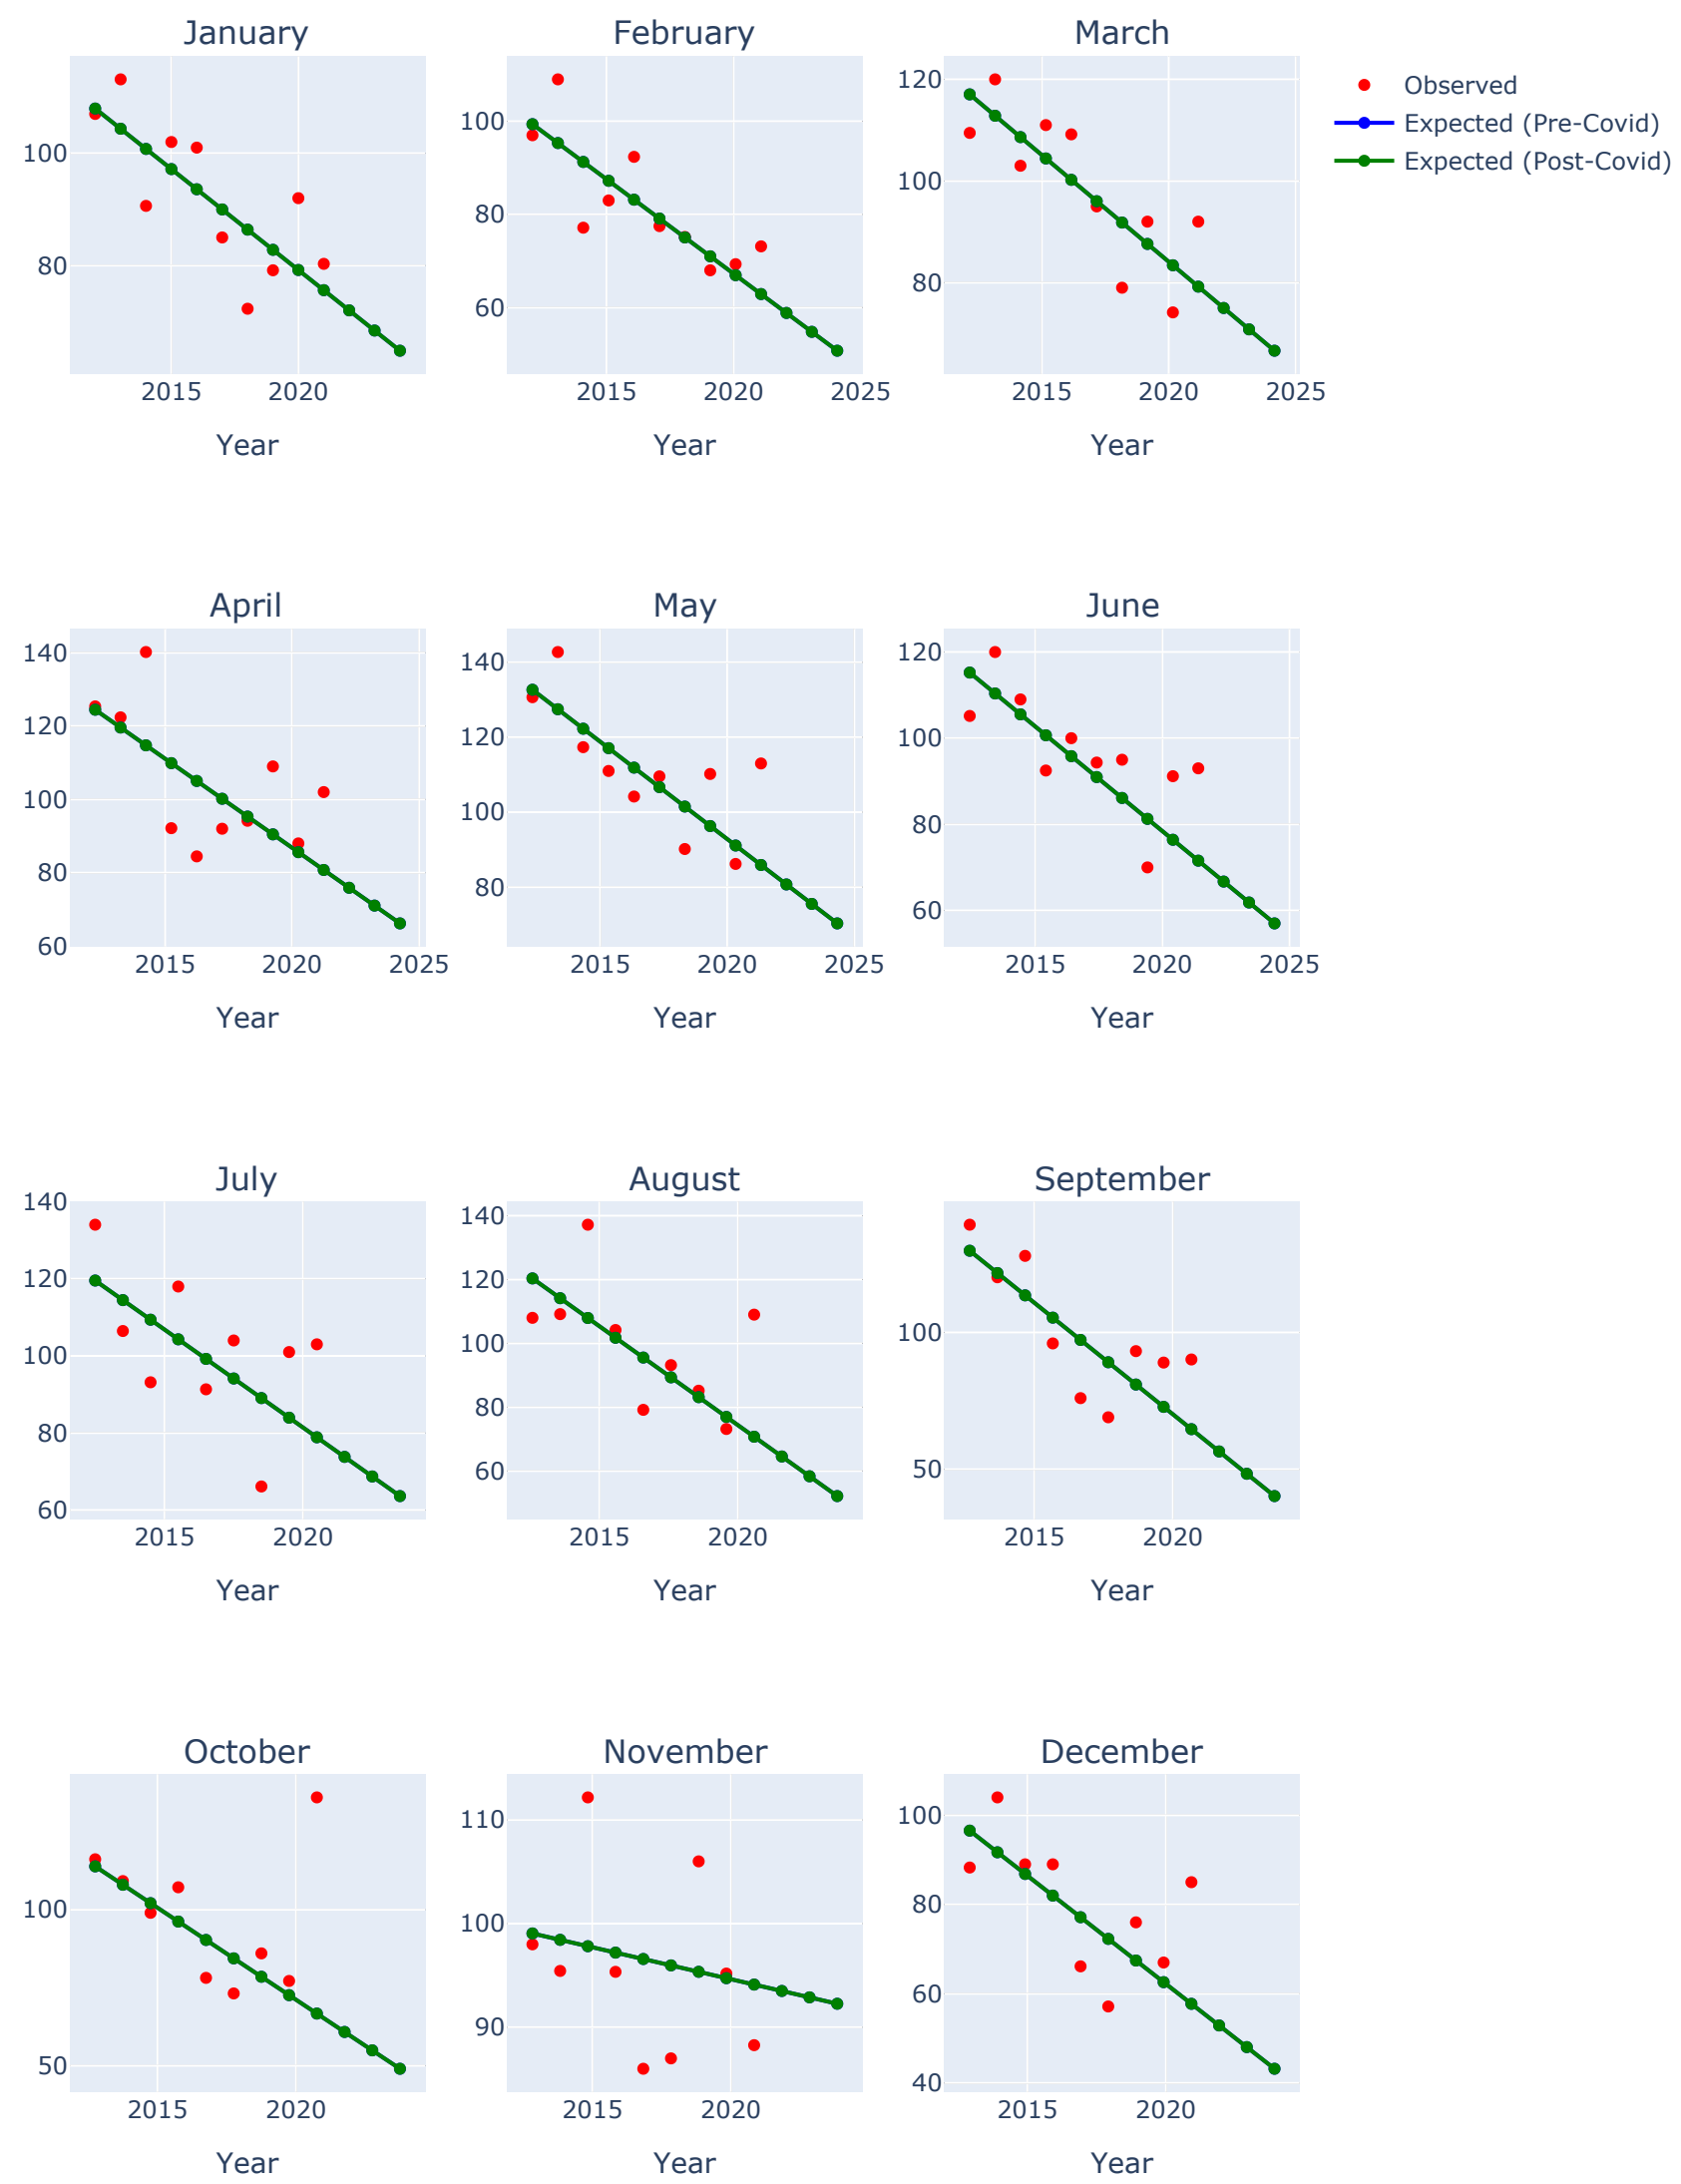 January February March
100
80
2015 2020
Year
100
80
60
2015 2020 2025
Year
120
100
80
2015 2020 2025
Year
Observed
Expected (Pre-Covid)
Expected (Post-Covid)
April May June
140
120
100
80
60
2015 2020 2025
Year
140
120
100
80
2015 2020 2025
Year
120
100
80
60
2015 2020 2025
Year
July August September
140
120
100
80
60
2015 2020
Year
140
120
100
80
60
2015 2020
Year
100
50
2015 2020
Year
October November December
100
50
2015 2020
Year
110
100
90
2015 2020
Year
100
80
60
40
2015 2020
Year